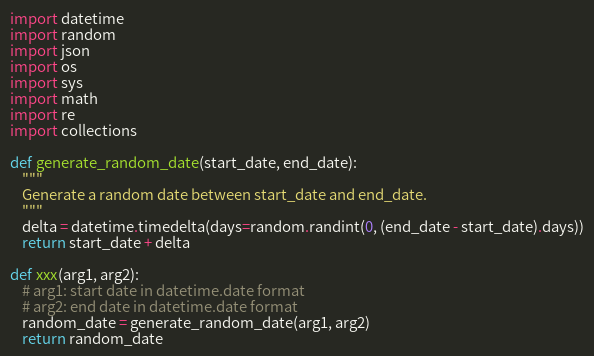 import datetime
import random
import json
import os
import sys
import math
import re
import collections

def generate_random_date(start_date, end_date):
    """
    Generate a random date between start_date and end_date.
    """
    delta = datetime.timedelta(days=random.randint(0, (end_date - start_date).days))
    return start_date + delta

def xxx(arg1, arg2):
    # arg1: start date in datetime.date format
    # arg2: end date in datetime.date format
    random_date = generate_random_date(arg1, arg2)
    return random_date